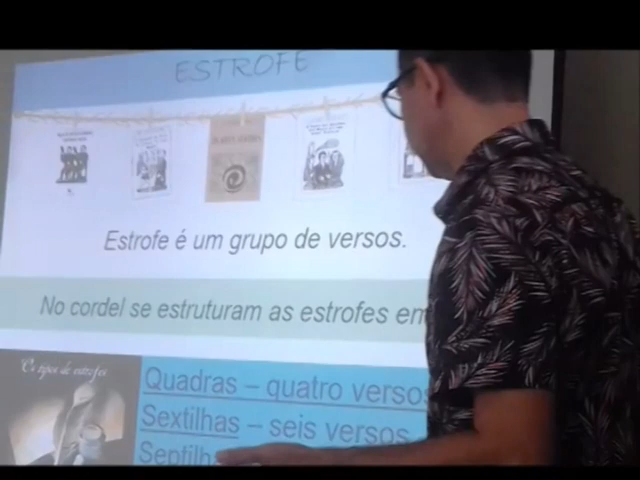 ESTROFE
Estrofe é um grupo de versos.
No cordel se estruturam as estrofes em
Os tipos de estrofes
Quadras – quatro versos
Sextilhas – seis versos
Septilh